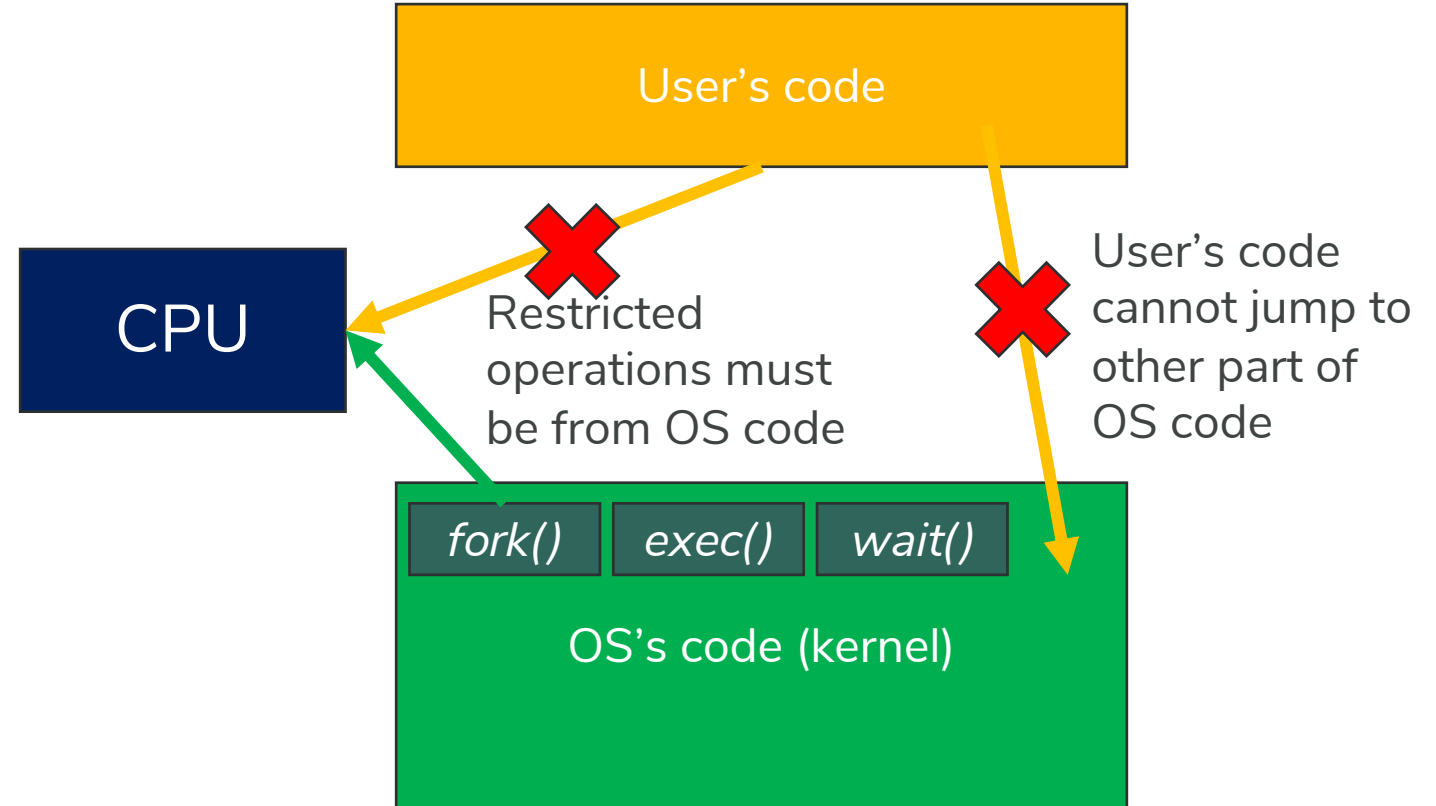 User’s code
CPU
Restricted
operations must
be from OS code
User’s code
cannot jump to
other part of
OS code
fork()
exec()
wait()
OS’s code (kernel)